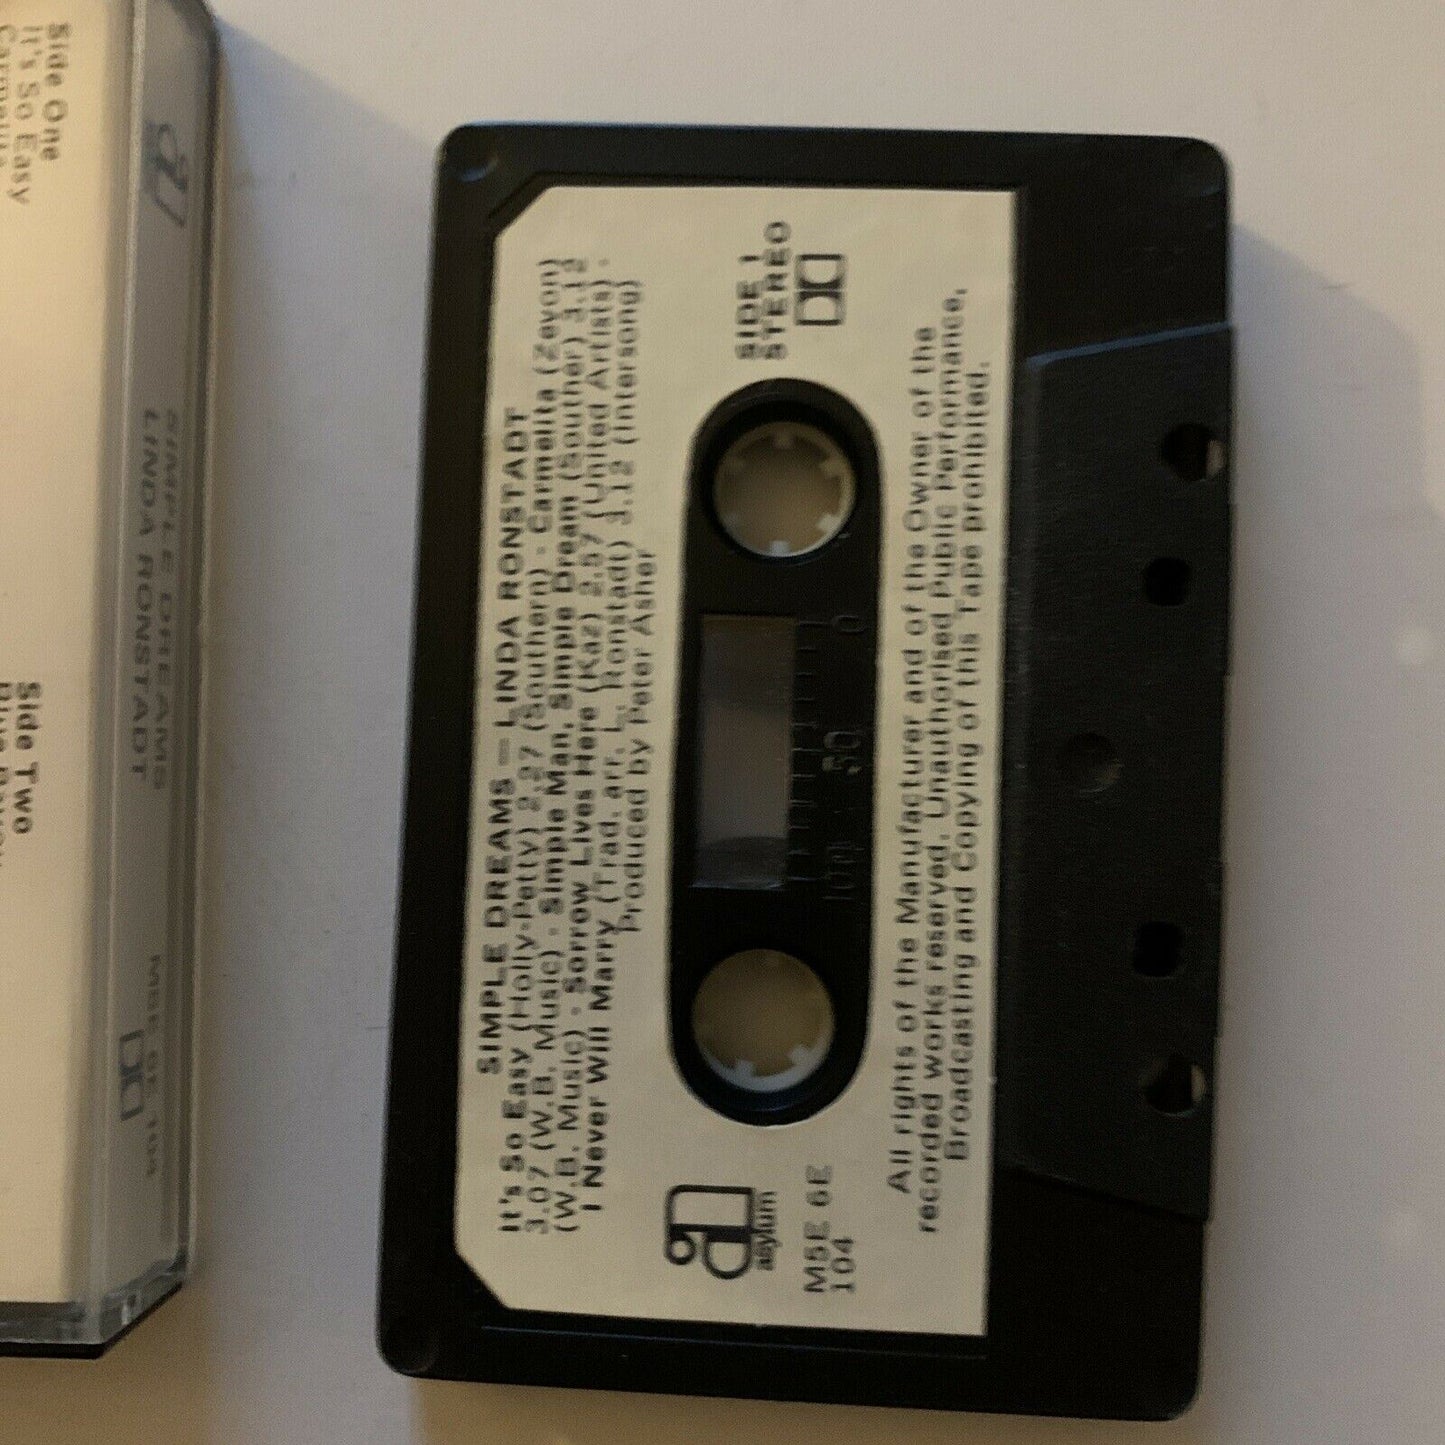 SIMPLE DREAMS — LINDA RONSTADT
It's So Easy (Holly-Petty) 2.27 (Southern) · Carmelita (Zevon)
3.07 (W.B. Music) · Simple Man, Simple Dream (Souther) 3.12
(W.B. Music) · Sorrow Lives Here (Kaz) 2.57 (United Artists) ·
I Never Will Marry (Trad. arr. L. Ronstadt) 3.12 (Intersong)
Produced by Peter Asher
asylum
M5E 6E
104
SIDE 1
STEREO
0
50
100
All rights of the Manufacturer and of the Owner of the
recorded works reserved. Unauthorised Public Performance,
Broadcasting and Copying of this Tape prohibited.
SIMPLE DREAMS
LINDA RONSTADT
Side One
It's So Easy
Carmelita
Side Two